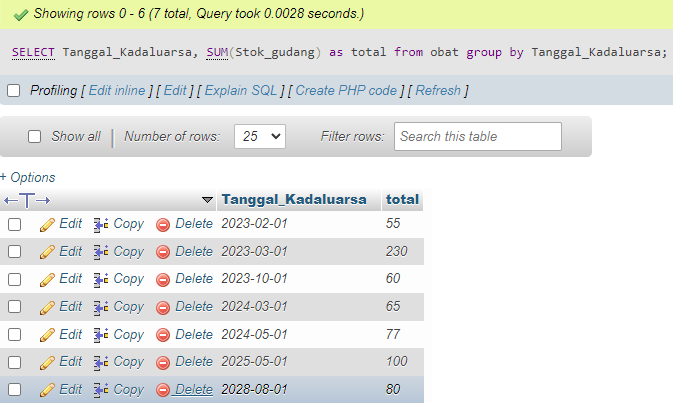 Showing rows 0 - 6 (7 total, Query took 0.0028 seconds.)
SELECT Tanggal_Kadaluarsa, SUM(Stok_gudang) as total from obat group by Tanggal_Kadaluarsa;
Profiling [ Edit inline ] [ Edit ] [ Explain SQL ] [ Create PHP code ] [ Refresh ]
Show all | Number of rows: 25 Filter rows: Search this table
+ Options
←T→ Tanggal_Kadaluarsa total
Edit Copy Delete 2023-02-01 55
Edit Copy Delete 2023-03-01 230
Edit Copy Delete 2023-10-01 60
Edit Copy Delete 2024-03-01 65
Edit Copy Delete 2024-05-01 77
Edit Copy Delete 2025-05-01 100
Edit Copy Delete 2028-08-01 80